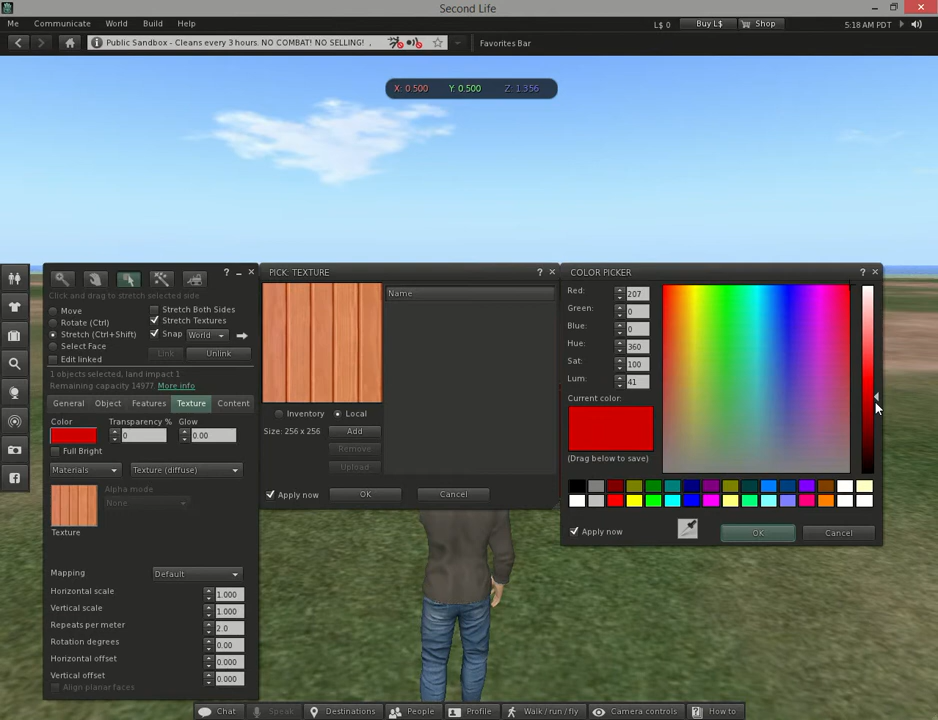 Second Life
Me Communicate World Build Help
L$ 0 Buy L$ Shop 5:18 AM PDT
Public Sandbox - Cleans every 3 hours. NO COMBAT! NO SELLING! , Favorites Bar
X: 0.500 Y: 0.500 Z: 1.356
Click and drag to stretch selected side
Move
Rotate (Ctrl)
Stretch (Ctrl+Shift)
Select Face
Edit linked
Stretch Both Sides
Stretch Textures
Snap World
Link Unlink
1 objects selected, land impact 1
Remaining capacity 14977. More info
General Object Features Texture Content
Color Transparency % Glow
0 0.00
Full Bright
Materials Texture (diffuse)
Alpha mode
None
Texture
Mapping Default
Horizontal scale 1.000
Vertical scale 1.000
Repeats per meter 2.0
Rotation degrees 0.00
Horizontal offset 0.000
Vertical offset 0.000
Align planar faces
PICK: TEXTURE
Name
Inventory Local
Size: 256 x 256 Add
Remove
Upload
Apply now OK Cancel
COLOR PICKER
Red: 207
Green: 0
Blue: 0
Hue: 360
Sat: 100
Lum: 41
Current color:
(Drag below to save)
Apply now OK Cancel
Chat Speak Destinations People Profile Walk / run / fly Camera controls How to